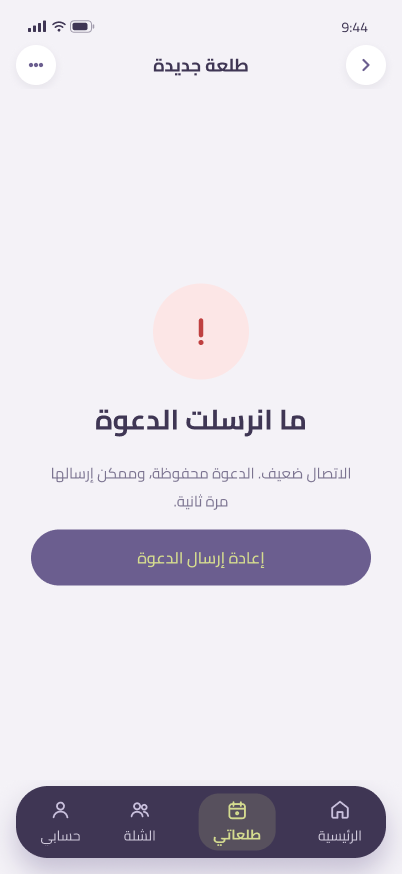 9:44
طلعة جديدة
!
ما انرسلت الدعوة
الاتصال ضعيف. الدعوة محفوظة، وممكن إرسالها
مرة ثانية.
إعادة إرسال الدعوة
الرئيسية
طلعاتي
الشلة
حسابي